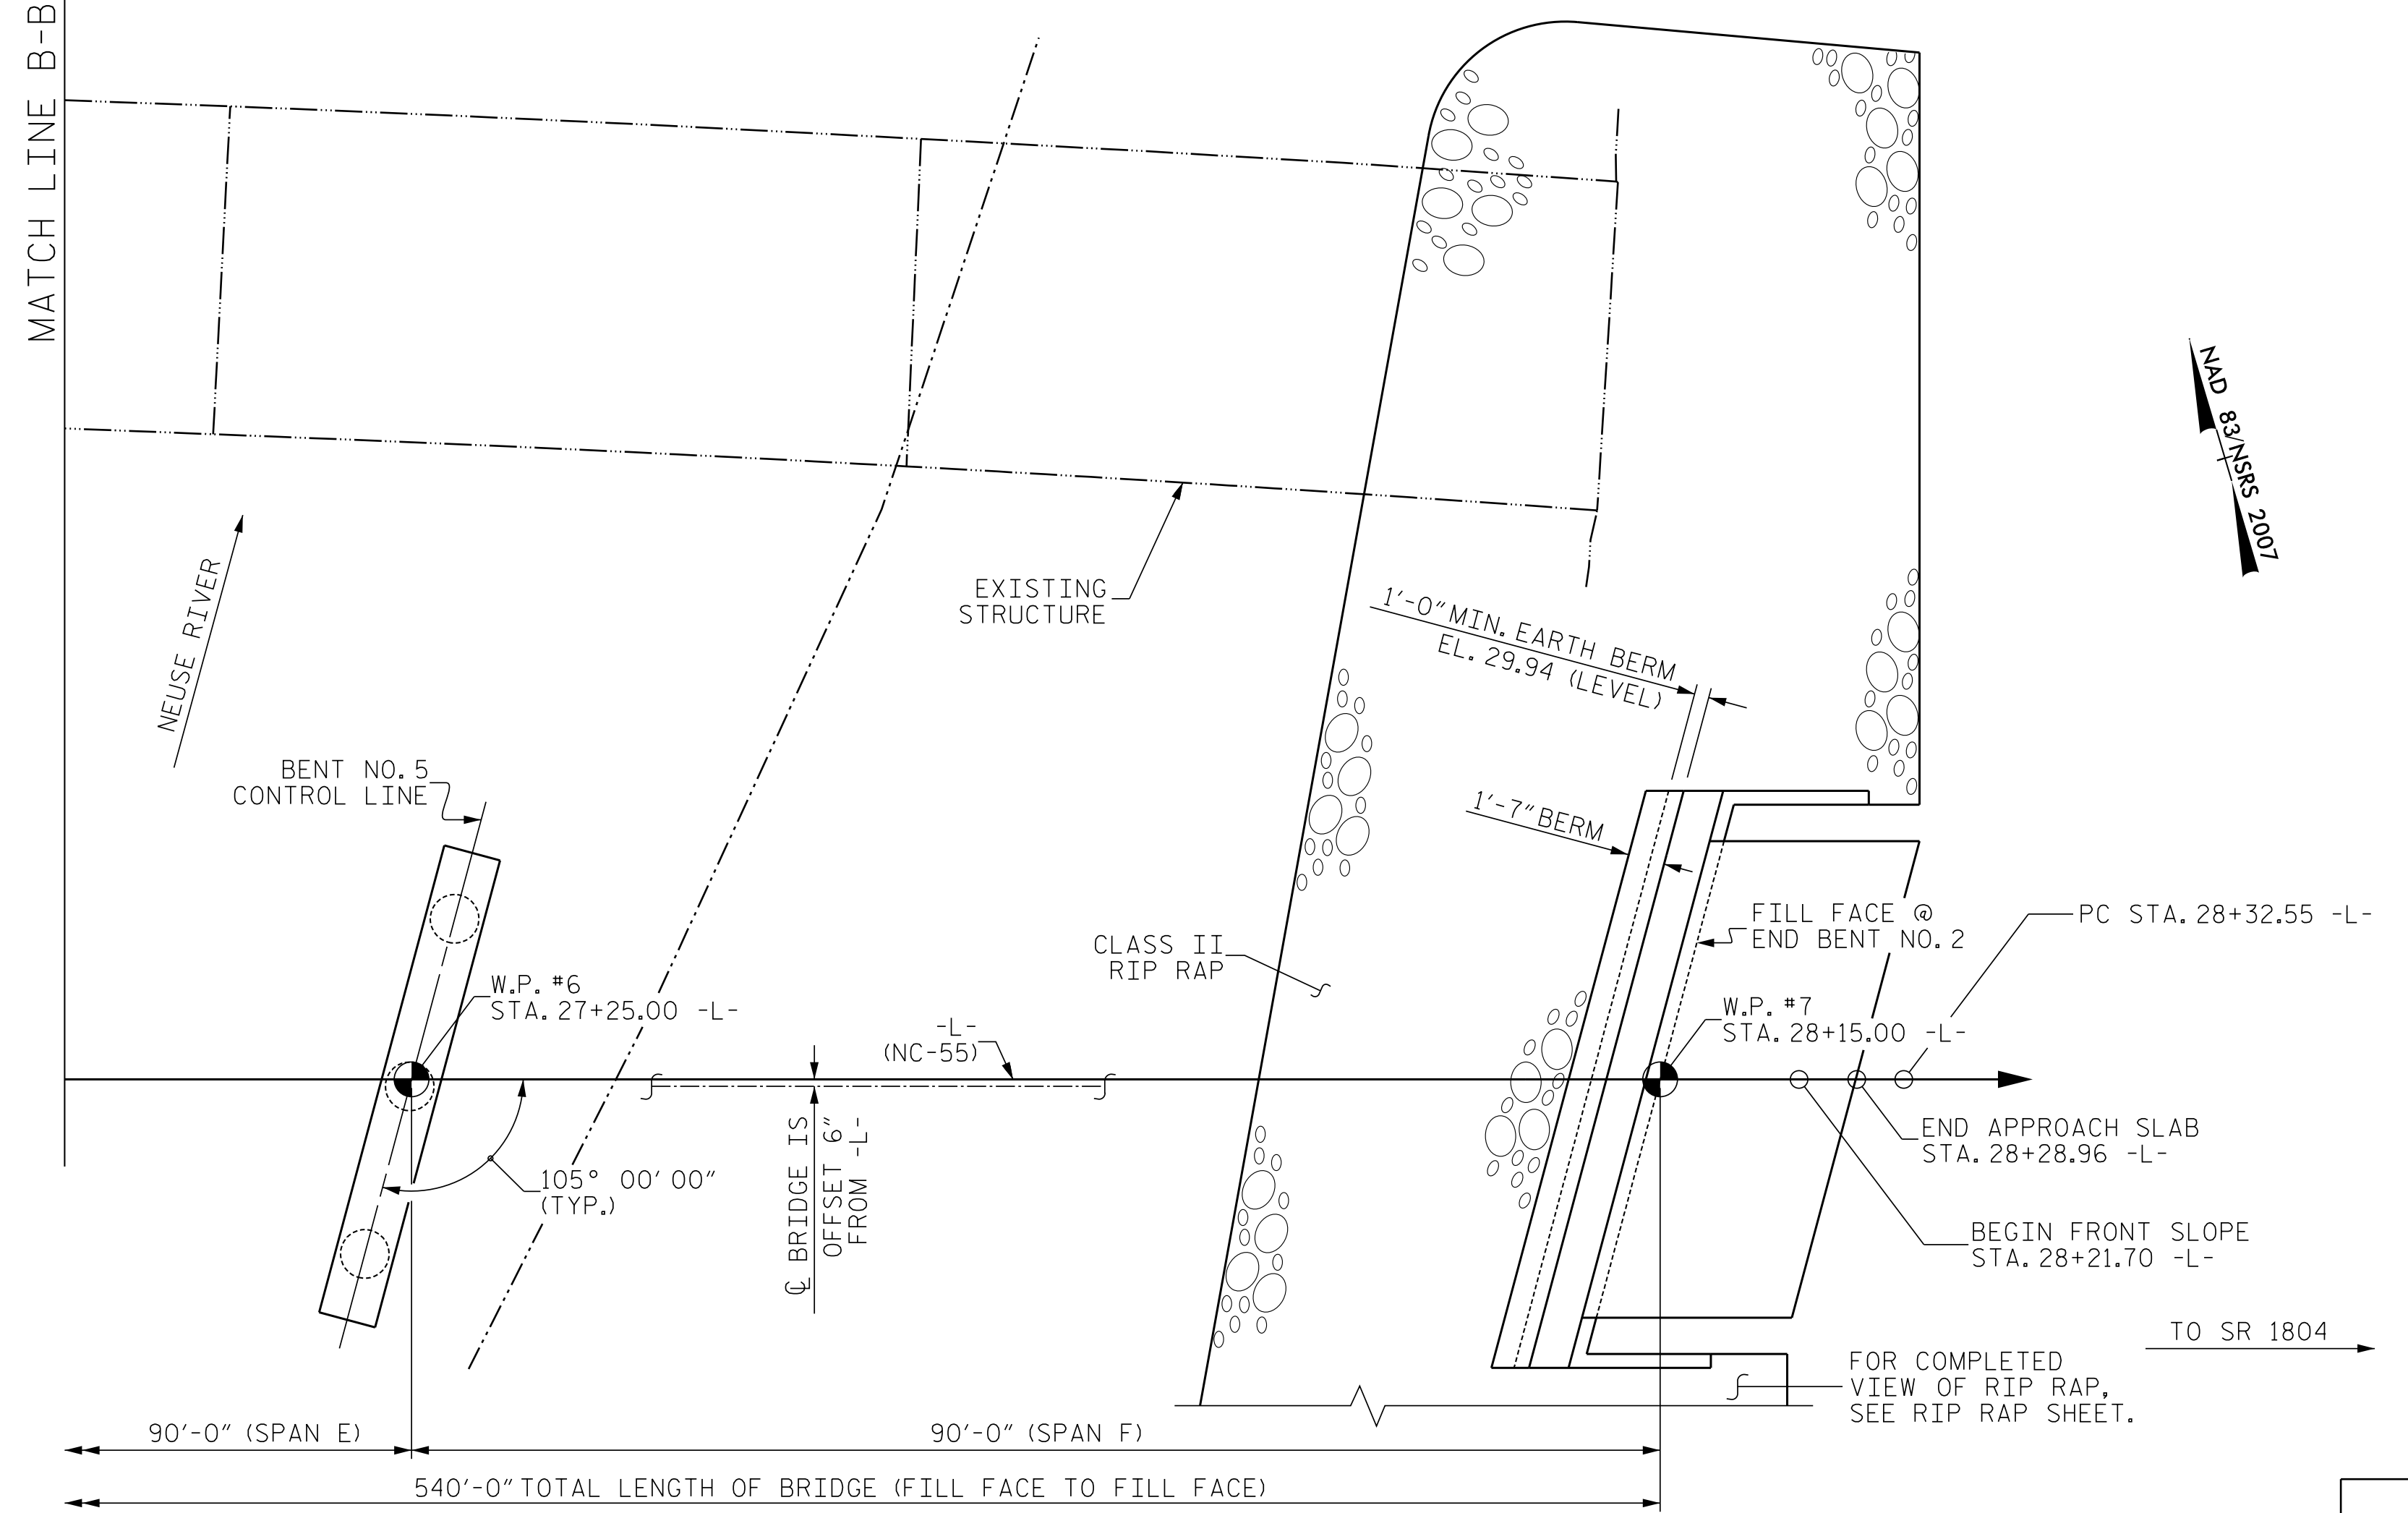 MATCH LINE B-B
NAD 83/NSRS 2007
NEUSE RIVER
EXISTING
STRUCTURE
1'-0" MIN. EARTH BERM
EL. 29.94 (LEVEL)
BENT NO. 5
CONTROL LINE
1'-7" BERM
FILL FACE @
END BENT NO. 2
PC STA. 28+32.55 -L-
CLASS II
RIP RAP
W.P. #6
STA. 27+25.00 -L-
W.P. #7
STA. 28+15.00 -L-
-L-
(NC-55)
105° 00' 00"
(TYP.)
℄ BRIDGE IS
OFFSET 6"
FROM -L-
END APPROACH SLAB
STA. 28+28.96 -L-
BEGIN FRONT SLOPE
STA. 28+21.70 -L-
TO SR 1804
FOR COMPLETED
VIEW OF RIP RAP,
SEE RIP RAP SHEET.
90'-0" (SPAN E)
90'-0" (SPAN F)
540'-0" TOTAL LENGTH OF BRIDGE (FILL FACE TO FILL FACE)